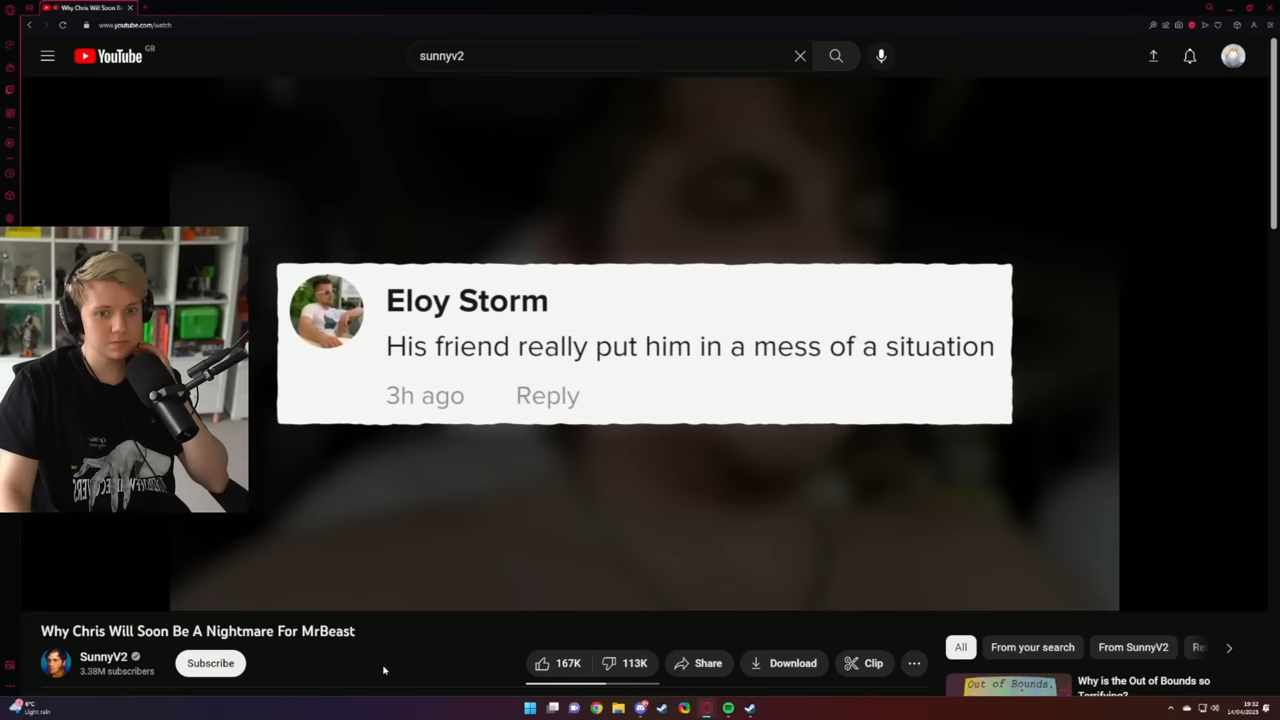 Why Chris Will Soon Be
www.youtube.com/watch
YouTube GB
sunnyv2
Eloy Storm
His friend really put him in a mess of a situation
3h ago Reply
Why Chris Will Soon Be A Nightmare For MrBeast
SunnyV2
3.38M subscribers
Subscribe
167K
113K
Share
Download
Clip
All
From your search
From SunnyV2
Re
Out of Bounds.
Why is the Out of Bounds so
Terrifying?
6°C
Light rain
19:32
14/04/2023